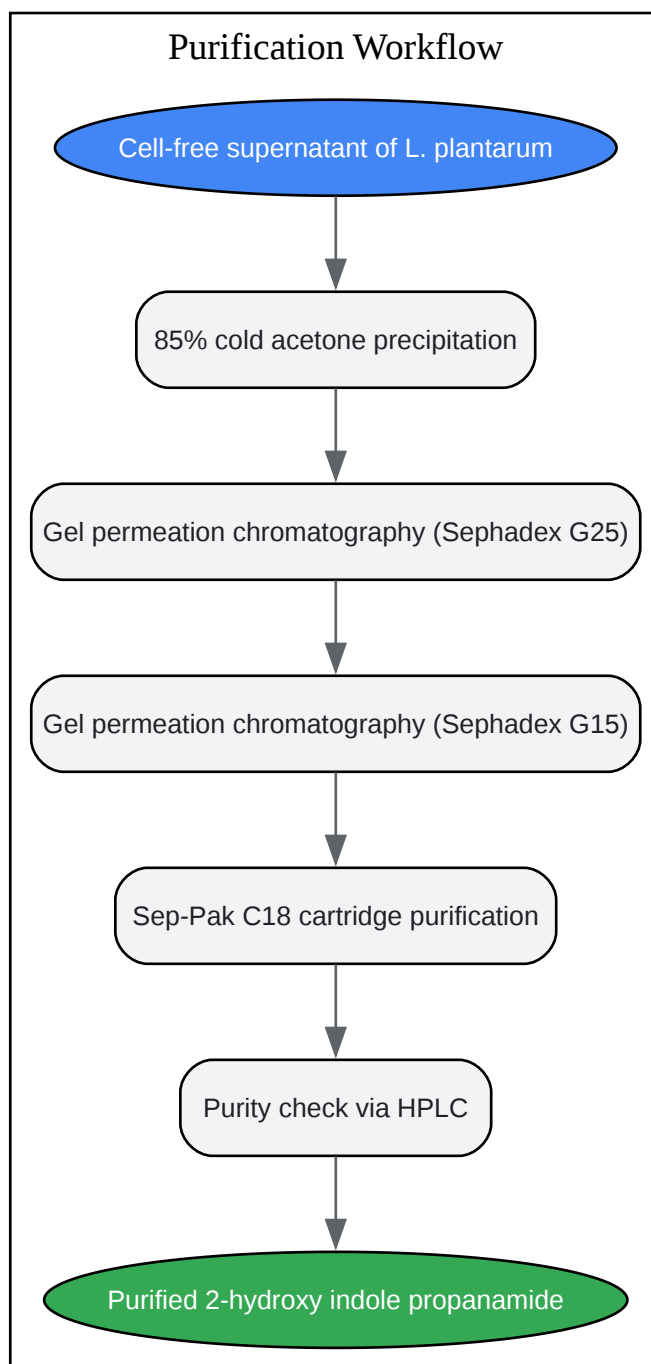 Purification Workflow
Cell-free supernatant of L. plantarum
85% cold acetone precipitation
Gel permeation chromatography (Sephadex G25)
Gel permeation chromatography (Sephadex G15)
Sep-Pak C18 cartridge purification
Purity check via HPLC
Purified 2-hydroxy indole propanamide